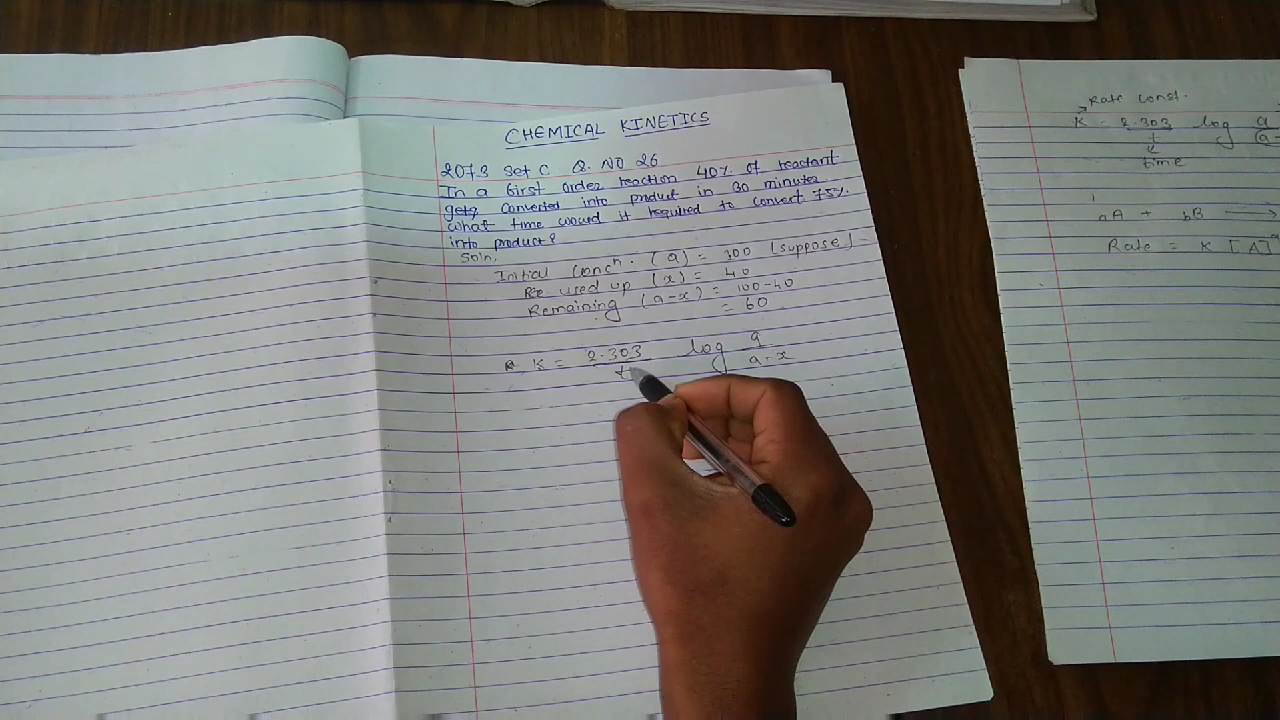 CHEMICAL KINETICS
2073 Set C Q. NO 26
In a first order reaction 40% of reactant
gets converted into product in 30 minutes.
What time would it required to convert 75%
into product?
Soln,
Initial Concn. (a) = 100 (suppose)
Re used up (x) = 40
Remaining (a-x) = 100-40
= 60
K = 2.303 log a
t a-x
Rate const.
K = 2.303 log a
t (a-
time
aA + bB ⟶
Rate = K [A]a